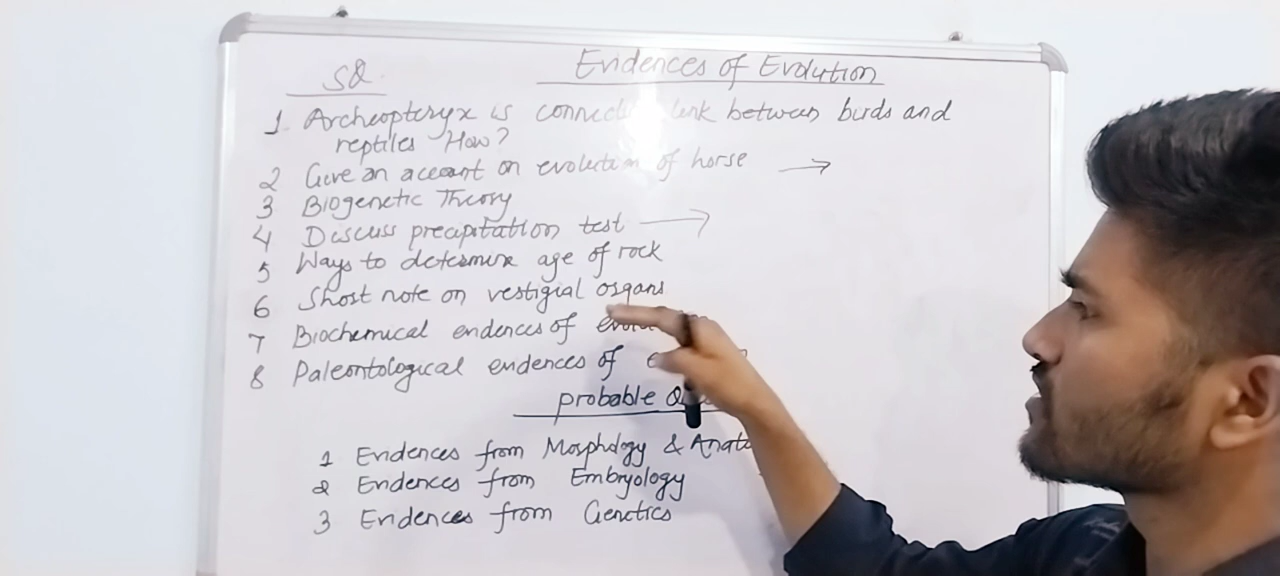 Evidences of Evolution
SQ.
1. Archeopteryx is link between birds and
reptiles How?
2 Give an account on evolution of horse →
3 Biogenetic Theory
4 Discuss precipitation test →
5 Ways to determine age of rock
6 Short note on vestigial organs
7 Biochemical evidences of
8 Paleontological evidences of
probable
1 Evidences from Morphology &
2 Evidences from Embryology
3 Evidences from Genetics